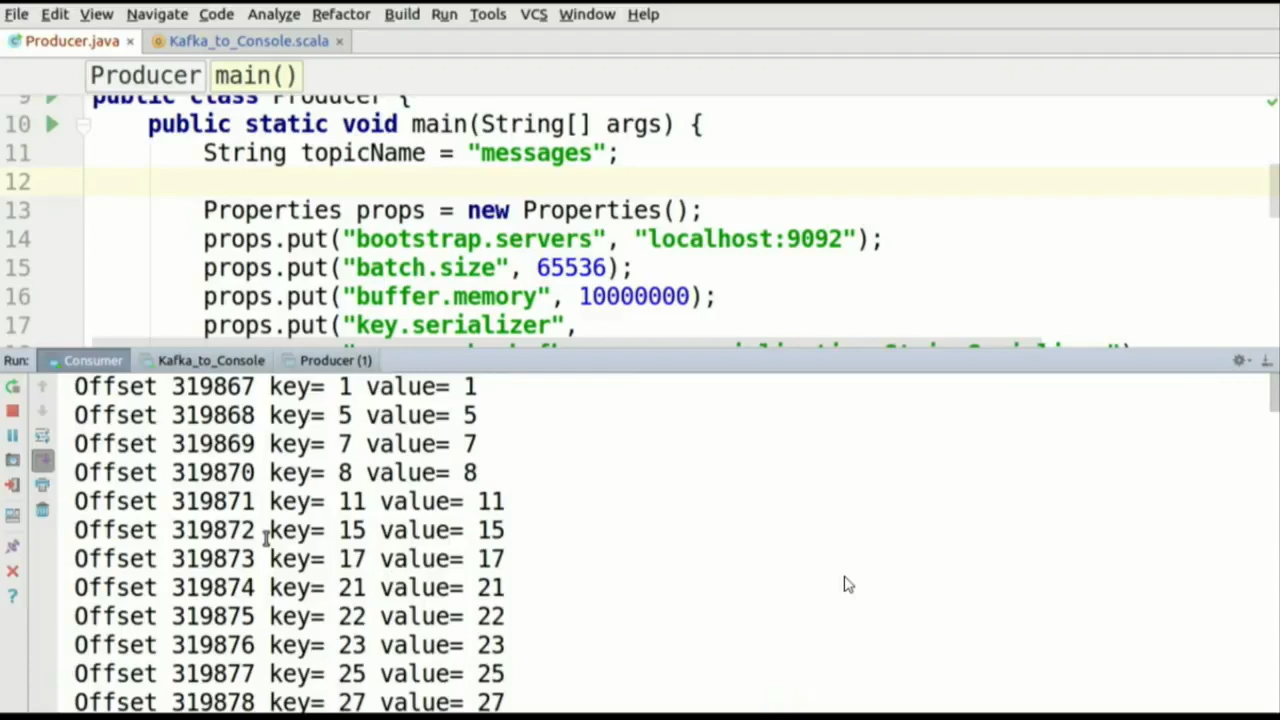 File Edit View Navigate Code Analyze Refactor Build Run Tools VCS Window Help
Producer.java × Kafka_to_Console.scala ×
Producer main()
9 public class Producer {
10 public static void main(String[] args) {
11 String topicName = "messages";
12
13 Properties props = new Properties();
14 props.put("bootstrap.servers", "localhost:9092");
15 props.put("batch.size", 65536);
16 props.put("buffer.memory", 10000000);
17 props.put("key.serializer",
Run: Consumer Kafka_to_Console Producer (1)
Offset 319867 key= 1 value= 1
Offset 319868 key= 5 value= 5
Offset 319869 key= 7 value= 7
Offset 319870 key= 8 value= 8
Offset 319871 key= 11 value= 11
Offset 319872 key= 15 value= 15
Offset 319873 key= 17 value= 17
Offset 319874 key= 21 value= 21
Offset 319875 key= 22 value= 22
Offset 319876 key= 23 value= 23
Offset 319877 key= 25 value= 25
Offset 319878 key= 27 value= 27